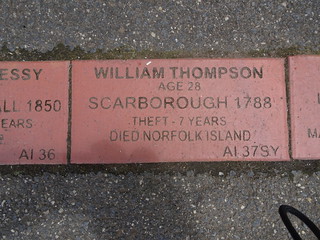 ESSY
ALL 1850
EARS
AI 36
WILLIAM THOMPSON
AGE 28
SCARBOROUGH 1788
THEFT - 7 YEARS
DIED NORFOLK ISLAND
AI 37SY
MA